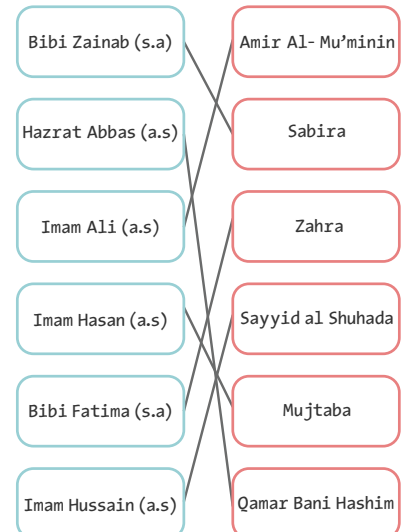 Bibi Zainab (s.a)
Amir Al- Mu’minin
Hazrat Abbas (a.s)
Sabira
Imam Ali (a.s)
Zahra
Imam Hasan (a.s)
Sayyid al Shuhada
Bibi Fatima (s.a)
Mujtaba
Imam Hussain (a.s)
Qamar Bani Hashim